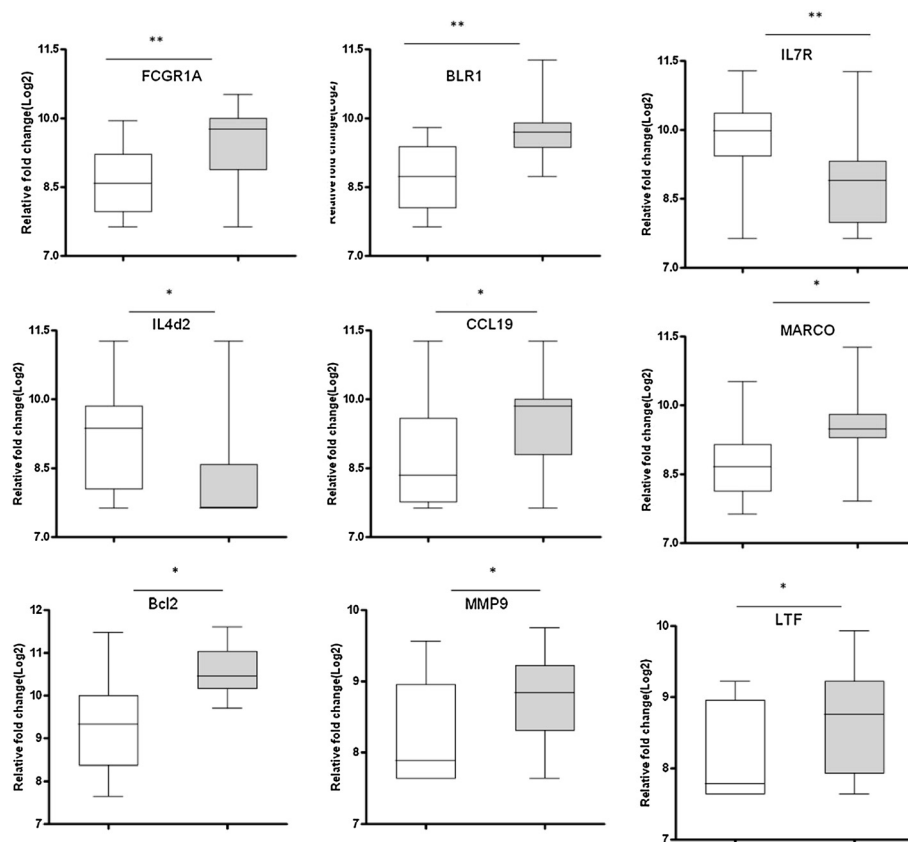 **
FCGR1A
Relative fold change(Log2)
11.5
10.0
8.5
7.0
**
BLR1
Relative fold change(Log2)
11.5
10.0
8.5
7.0
**
IL7R
Relative fold change(Log2)
11.5
10.0
8.5
7.0
*
IL4d2
Relative fold change(Log2)
11.5
10.0
8.5
7.0
*
CCL19
Relative fold change(Log2)
11.5
10.0
8.5
7.0
*
MARCO
Relative fold change(Log2)
11.5
10.0
8.5
7.0
*
Bcl2
Relative fold change(Log2)
12
11
10
9
8
7
*
MMP9
Relative fold change(Log2)
10
9
8
7
*
LTF
Relative fold change(Log2)
10
9
8
7